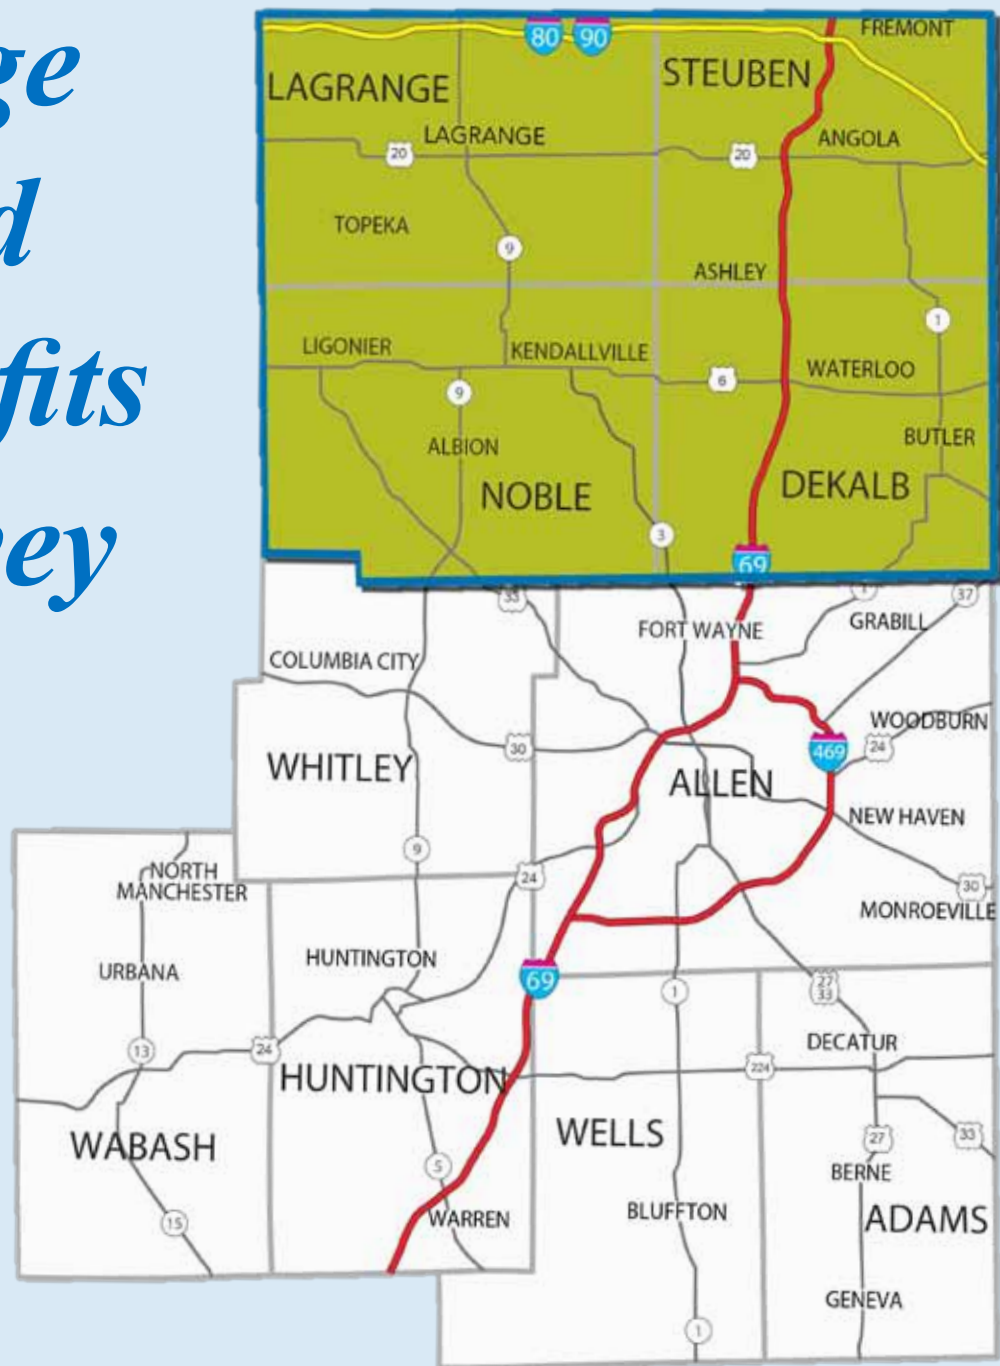 ge
d
fits
ey
80 90
FREMONT
LAGRANGE
STEUBEN
LAGRANGE
ANGOLA
20
20
TOPEKA
9
ASHLEY
1
LIGONIER
KENDALLVILLE
WATERLOO
6
9
ALBION
BUTLER
NOBLE
DEKALB
3
69
33
1
37
GRABILL
FORT WAYNE
COLUMBIA CITY
WOODBURN
30
469
24
WHITLEY
ALLEN
NEW HAVEN
9
NORTH
MANCHESTER
24
30
MONROEVILLE
HUNTINGTON
URBANA
69
1
27
33
13
24
DECATUR
224
HUNTINGTON
WELLS
WABASH
27
33
5
BERNE
15
WARREN
BLUFFTON
ADAMS
GENEVA
1